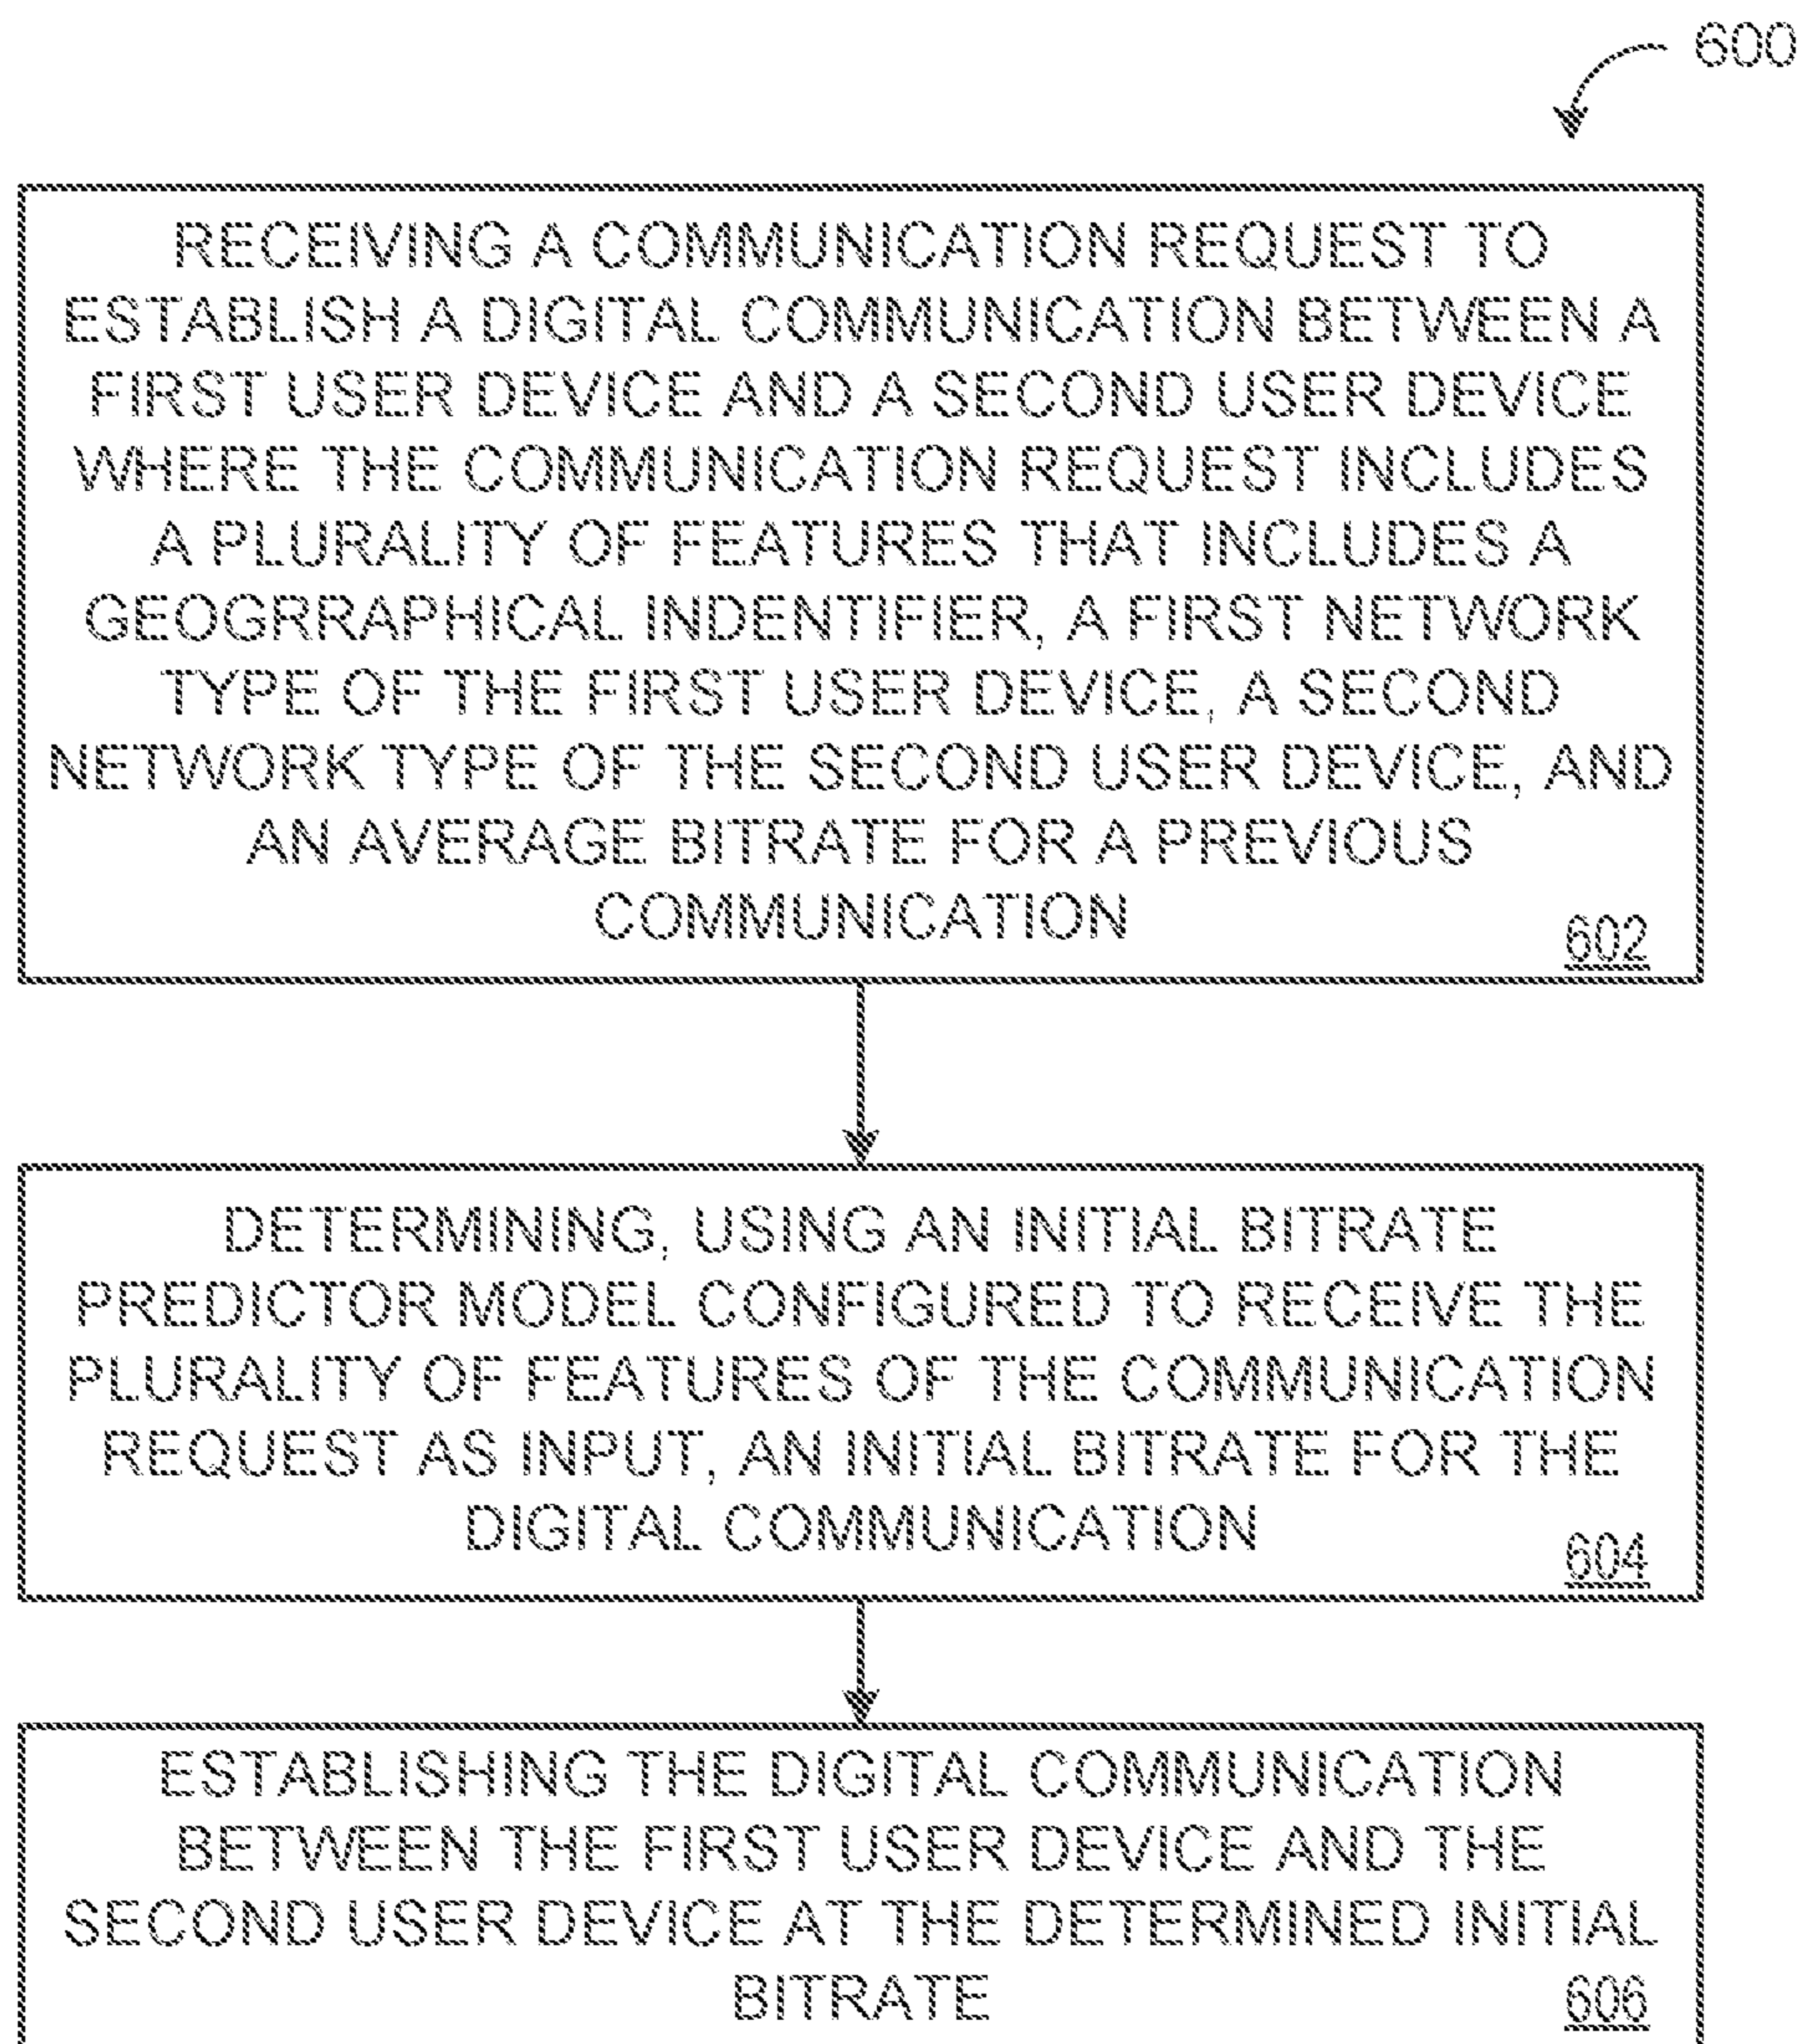 600
RECEIVING A COMMUNICATION REQUEST TO
ESTABLISH A DIGITAL COMMUNICATION BETWEEN A
FIRST USER DEVICE AND A SECOND USER DEVICE
WHERE THE COMMUNICATION REQUEST INCLUDES
A PLURALITY OF FEATURES THAT INCLUDES A
GEOGRRAPHICAL INDENTIFIER, A FIRST NETWORK
TYPE OF THE FIRST USER DEVICE, A SECOND
NETWORK TYPE OF THE SECOND USER DEVICE, AND
AN AVERAGE BITRATE FOR A PREVIOUS
COMMUNICATION
602
DETERMINING, USING AN INITIAL BITRATE
PREDICTOR MODEL CONFIGURED TO RECEIVE THE
PLURALITY OF FEATURES OF THE COMMUNICATION
REQUEST AS INPUT, AN INITIAL BITRATE FOR THE
DIGITAL COMMUNICATION
604
ESTABLISHING THE DIGITAL COMMUNICATION
BETWEEN THE FIRST USER DEVICE AND THE
SECOND USER DEVICE AT THE DETERMINED INITIAL
BITRATE
606